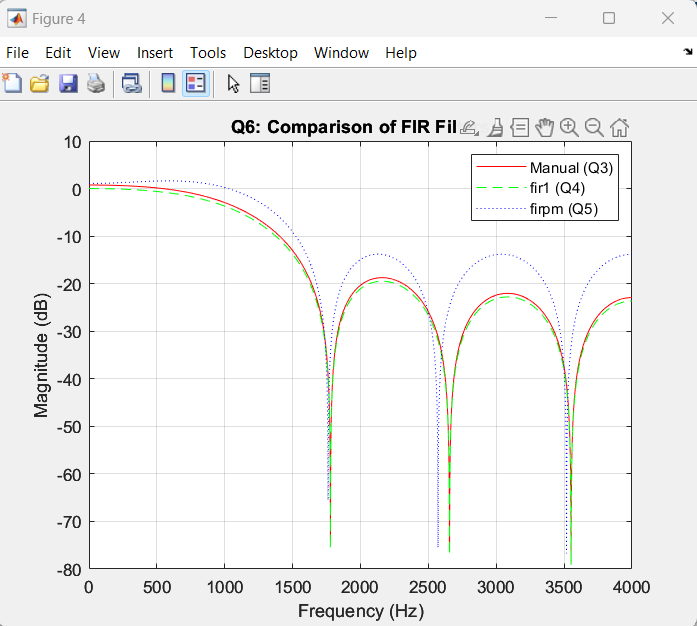 Figure 4
File Edit View Insert Tools Desktop Window Help
Q6: Comparison of FIR Fil
Manual (Q3)
fir1 (Q4)
firpm (Q5)
10
0
-10
-20
-30
-40
-50
-60
-70
-80
Magnitude (dB)
0 500 1000 1500 2000 2500 3000 3500 4000
Frequency (Hz)